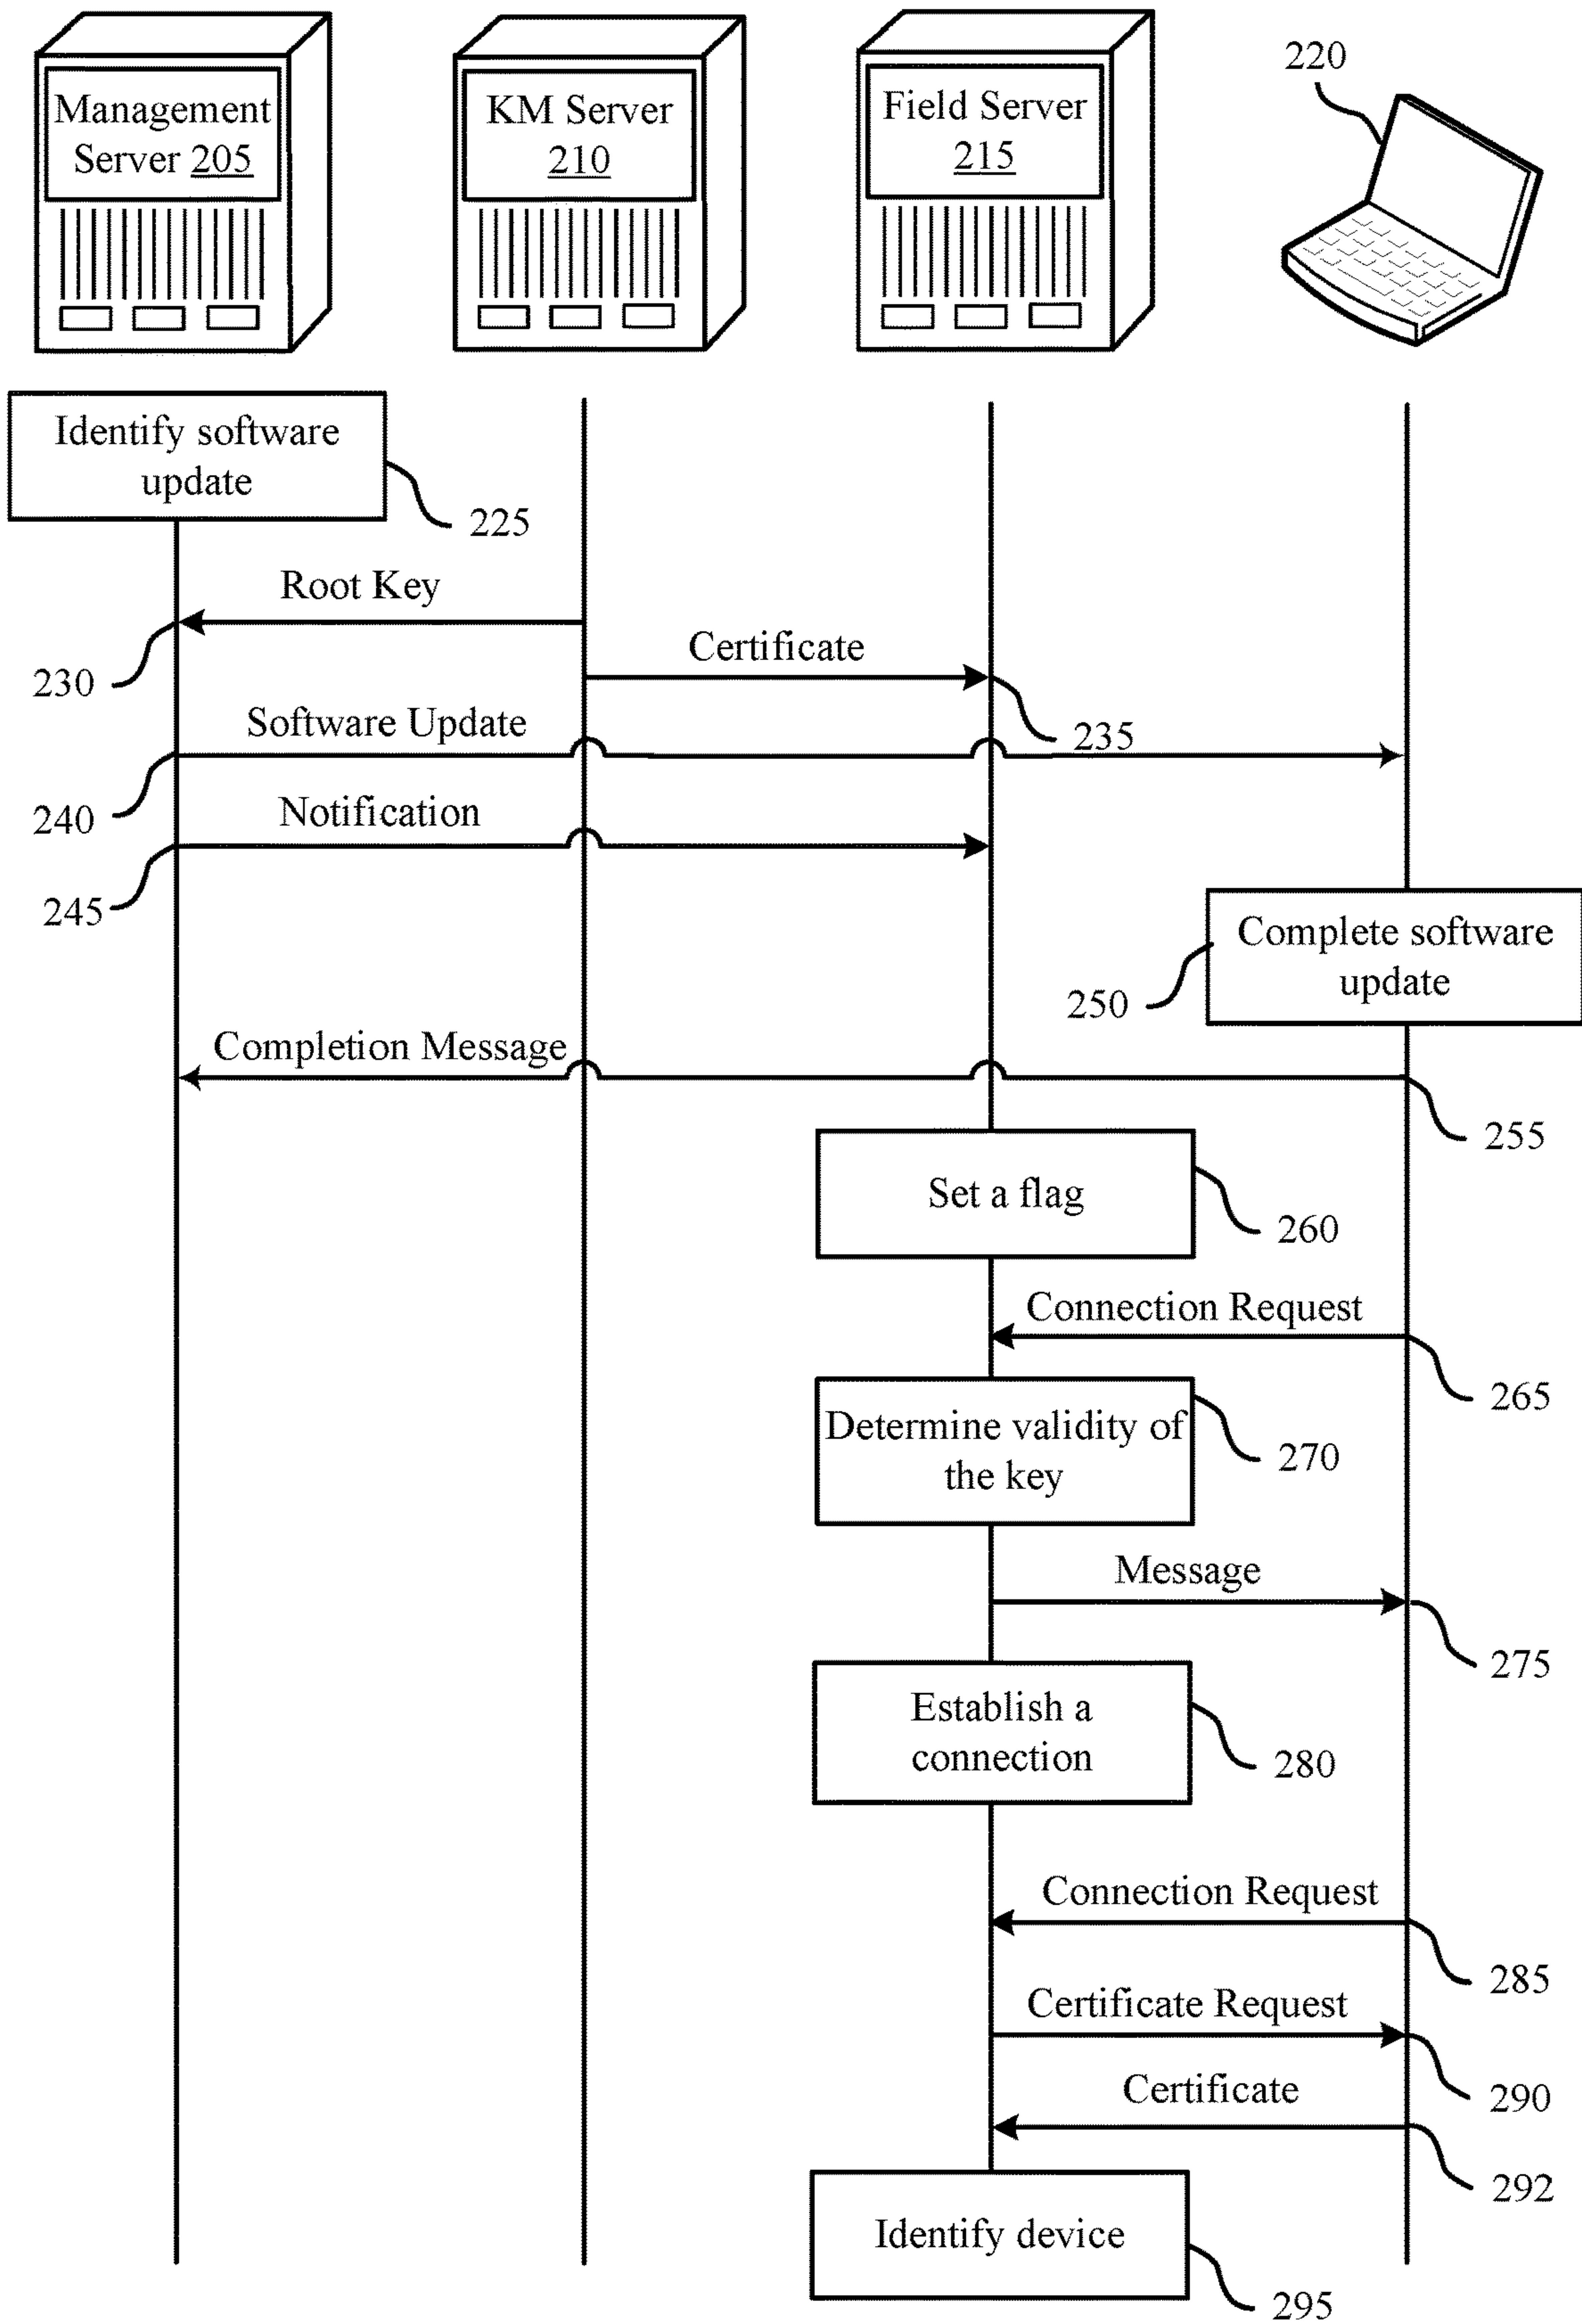 Management
Server 205
KM Server
210
Field Server
215
220
Identify software
update
225
Root Key
230
Certificate
235
Software Update
240
Notification
245
Complete software
update
250
Completion Message
255
Set a flag
260
Connection Request
265
Determine validity of
the key
270
Message
275
Establish a
connection
280
Connection Request
285
Certificate Request
290
Certificate
292
Identify device
295